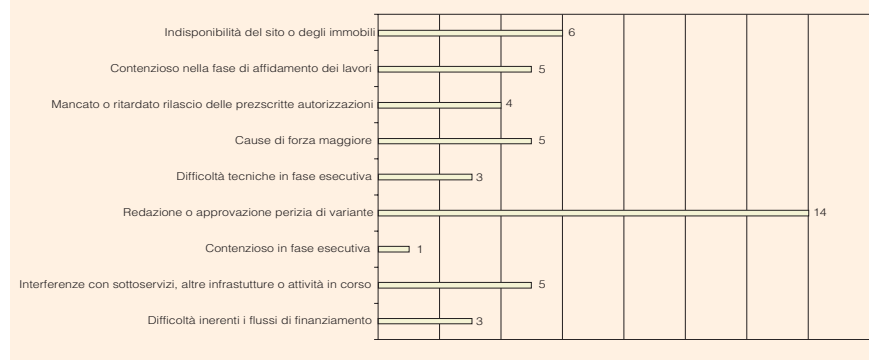 Indisponibilità del sito o degli immobili 6
Contenzioso nella fase di affidamento dei lavori 5
Mancato o ritardato rilascio delle prezscritte autorizzazioni 4
Cause di forza maggiore 5
Difficoltà tecniche in fase esecutiva 3
Redazione o approvazione perizia di variante 14
Contenzioso in fase esecutiva 1
Interferenze con sottoservizi, altre infrastutture o attività in corso 5
Difficoltà inerenti i flussi di finanziamento 3